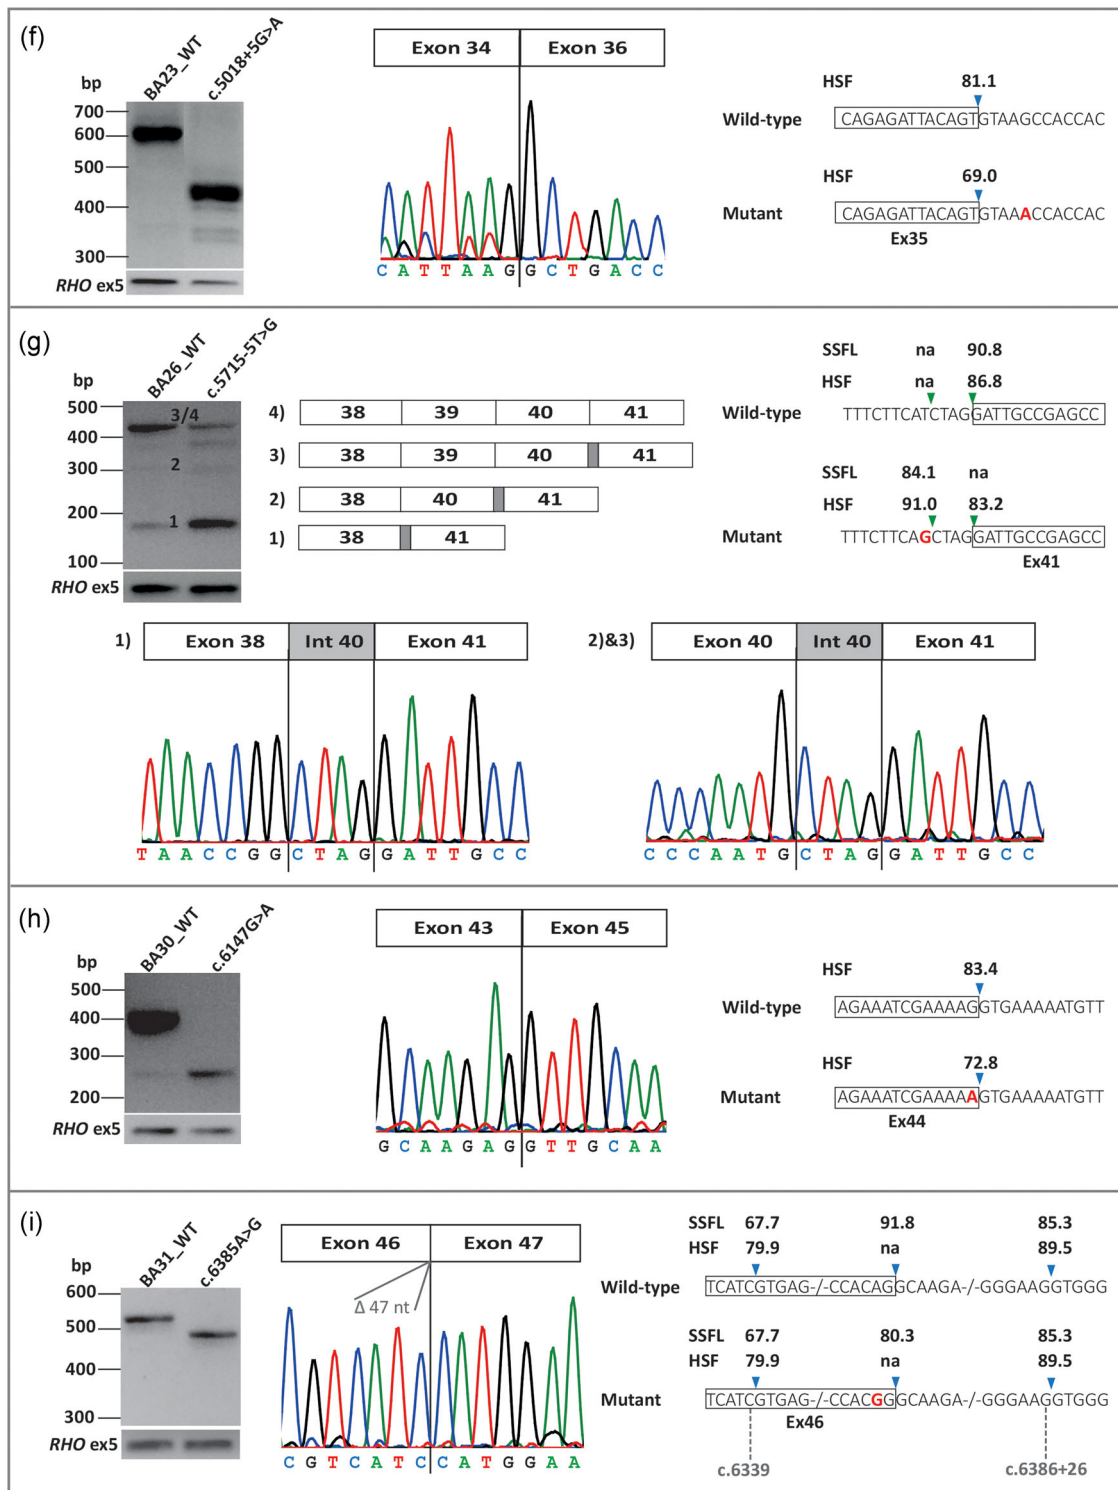 (f)
bp
BA23_WT
c.5018+5G>A
700
600
500
400
300
RHO ex5
Exon 34
Exon 36
C A T T A A G G C T G A C C
HSF 81.1
Wild-type CAGAGATTACAGTGTAAGCCACCAC
HSF 69.0
Mutant CAGAGATTACAGTGTAAACCACCAC
Ex35
(g)
bp
BA26_WT
c.5715-5T>G
500
400
300
200
100
3/4
2
1
RHO ex5
4) 38 39 40 41
3) 38 39 40 41
2) 38 40 41
1) 38 41
SSFL na 90.8
HSF na 86.8
Wild-type TTTCTTCATCTAGGATTGCCGAGCC
SSFL 84.1 na
HSF 91.0 83.2
Mutant TTTCTTCAGCTAGGATTGCCGAGCC
Ex41
1) Exon 38 Int 40 Exon 41
T A A C C G G C T A G G A T T G C C
2)&3) Exon 40 Int 40 Exon 41
C C C A A T G C T A G G A T T G C C
(h)
bp
BA30_WT
c.6147G>A
500
400
300
200
RHO ex5
Exon 43
Exon 45
G C A A G A G G T T G C A A
HSF 83.4
Wild-type AGAAATCGAAAAGGTGAAAAATGTT
HSF 72.8
Mutant AGAAATCGAAAAAGTGAAAAATGTT
Ex44
(i)
bp
BA31_WT
c.6385A>G
600
500
400
300
RHO ex5
Exon 46
Exon 47
Δ 47 nt
C G T C A T C C A T G G A A
SSFL 67.7 91.8 85.3
HSF 79.9 na 89.5
Wild-type TCATCGTGAG-/-CCACAGGCAAGA-/-GGGAAGGTGGG
SSFL 67.7 80.3 85.3
HSF 79.9 na 89.5
Mutant TCATCGTGAG-/-CCACGGGCAAGA-/-GGGAAGGTGGG
Ex46
c.6339
c.6386+26